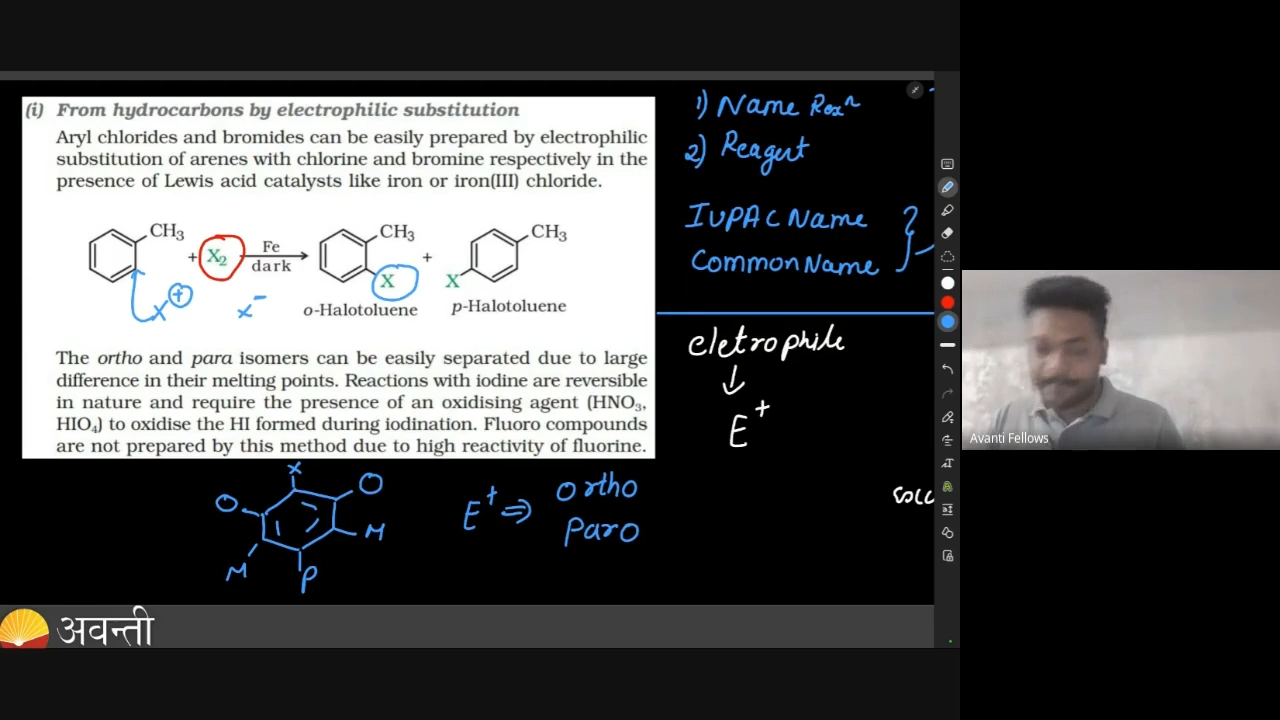 (i) From hydrocarbons by electrophilic substitution
Aryl chlorides and bromides can be easily prepared by electrophilic
substitution of arenes with chlorine and bromine respectively in the
presence of Lewis acid catalysts like iron or iron(III) chloride.
CH₃
+ X₂
Fe
dark
CH₃
X
+
CH₃
X
X⊕
X⁻
o-Halotoluene
p-Halotoluene
The ortho and para isomers can be easily separated due to large
difference in their melting points. Reactions with iodine are reversible
in nature and require the presence of an oxidising agent (HNO₃,
HIO₄) to oxidise the HI formed during iodination. Fluoro compounds
are not prepared by this method due to high reactivity of fluorine.
X
O
O
M
M
P
E⁺ ⇒
Ortho
ParO
1) Name Rexⁿ
2) Reagent
IUPAC Name
Common Name
eletrophile
↓
E⁺
Avanti Fellows
अवन्ती